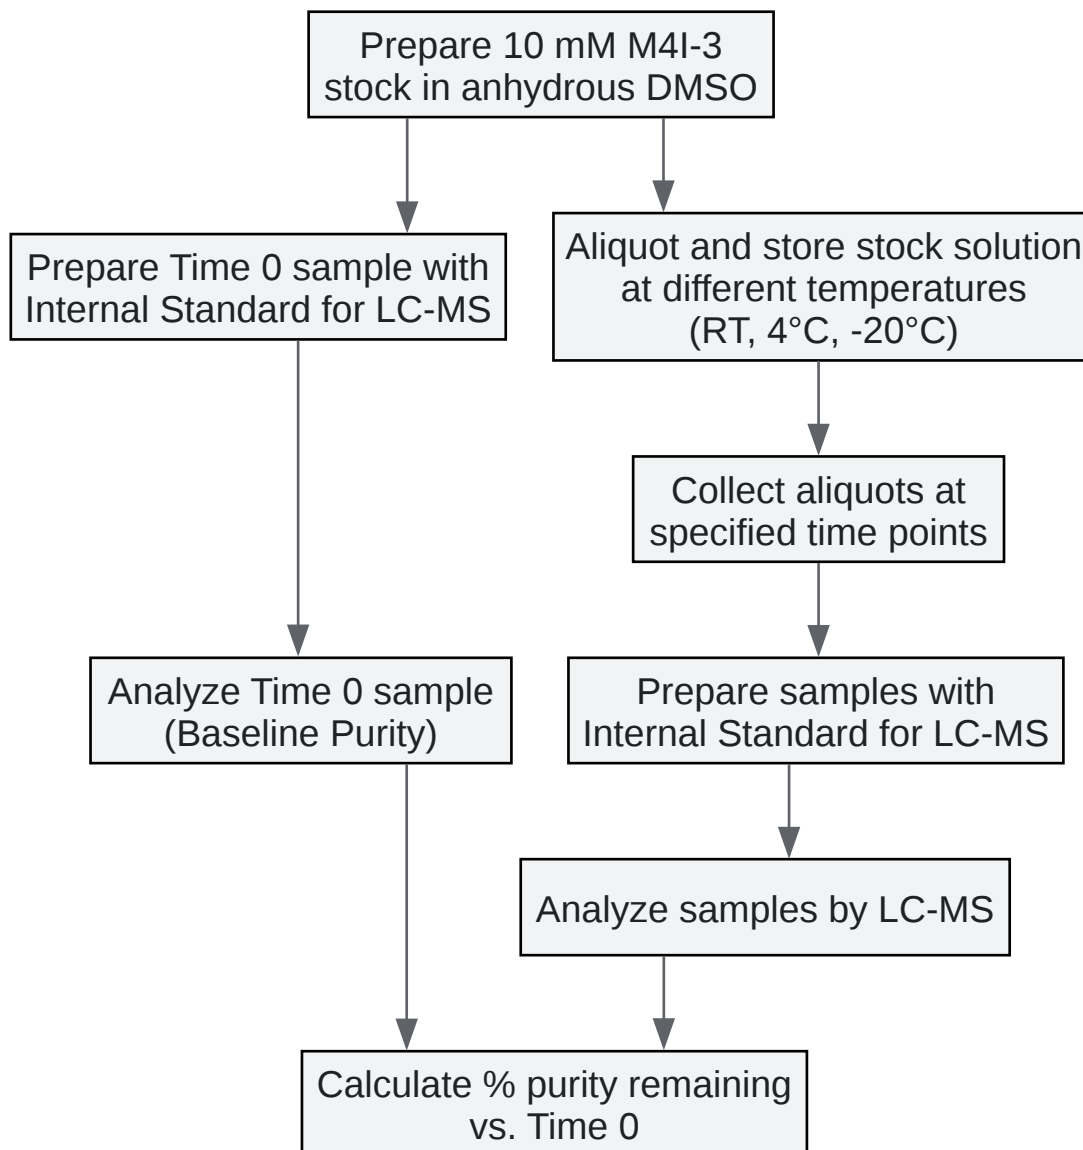 Prepare 10 mM M4I-3
stock in anhydrous DMSO
Prepare Time 0 sample with
Internal Standard for LC-MS
Aliquot and store stock solution
at different temperatures
(RT, 4°C, -20°C)
Collect aliquots at
specified time points
Analyze Time 0 sample
(Baseline Purity)
Prepare samples with
Internal Standard for LC-MS
Analyze samples by LC-MS
Calculate % purity remaining
vs. Time 0